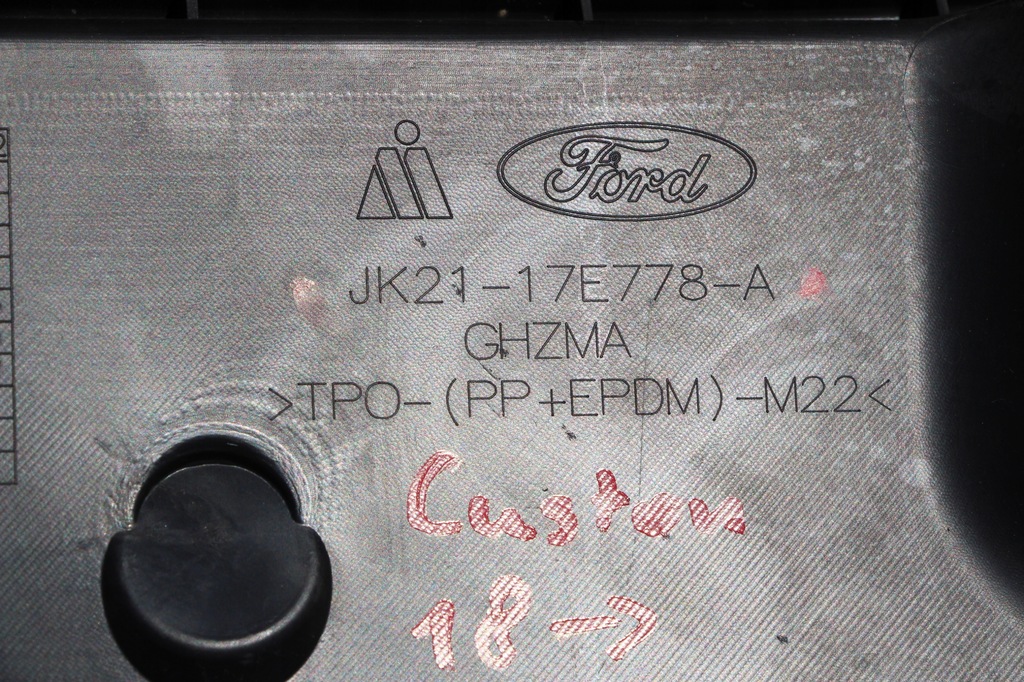 Ford
JK21-17E778-A
GHZMA
>TPO-(PP+EPDM)-M22<
Custom
18 →